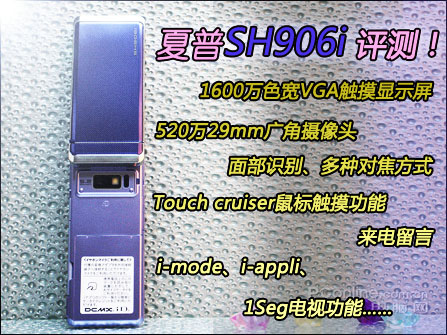 夏普SH906i 评测！
1600万色宽VGA触摸显示屏
520万29mm广角摄像头
面部识别、多种对焦方式
Touch cruiser鼠标触摸功能
来电留言
i-mode、i-appli、
1Seg电视功能......
DCMX iD